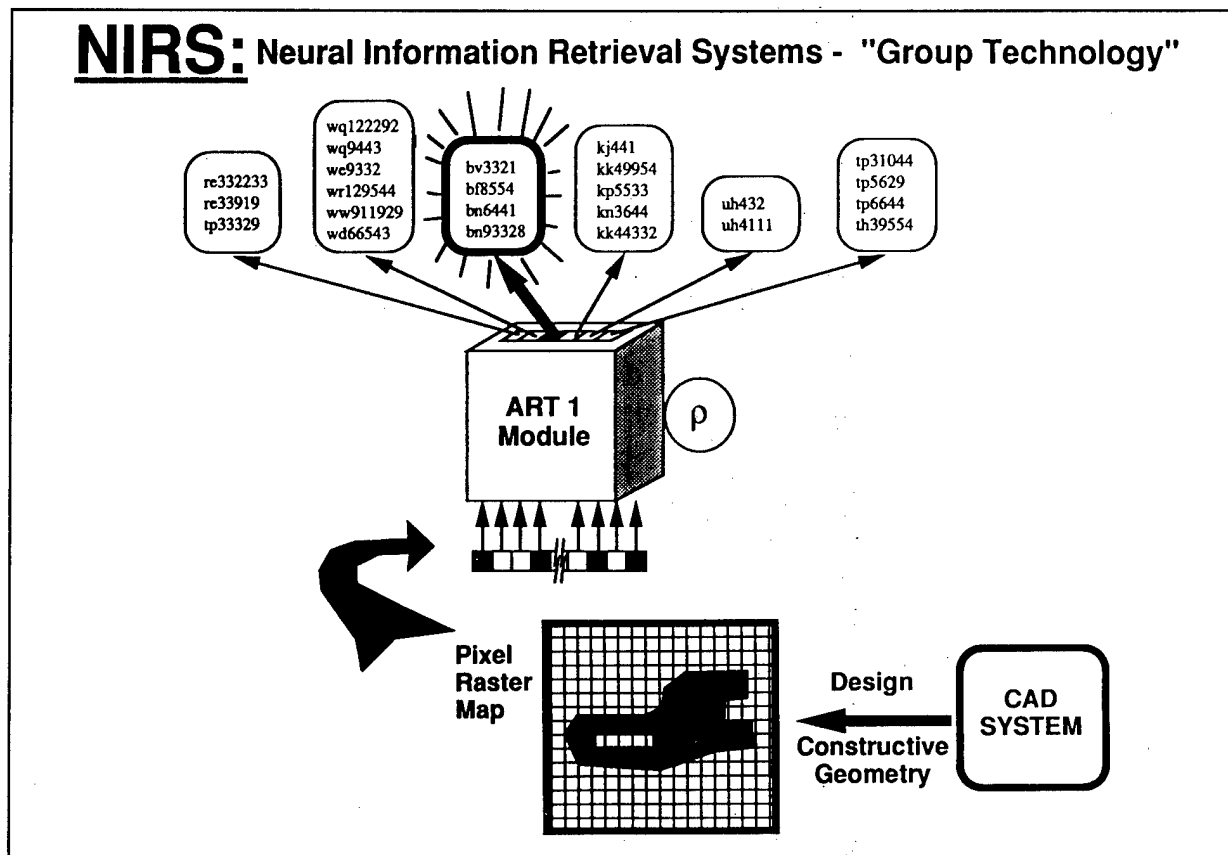 NIRS: Neural Information Retrieval Systems - "Group Technology"
re332233
re33919
tp33329
wq122292
wq9443
we9332
wr129544
ww911929
wd66543
bv3321
bf8554
bn6441
bn93328
kj441
kk49954
kp5533
kn3644
kk44332
uh432
uh4111
tp31044
tp5629
tp6644
th39554
ART 1
Module
ρ
Pixel
Raster
Map
Design
Constructive
Geometry
CAD
SYSTEM